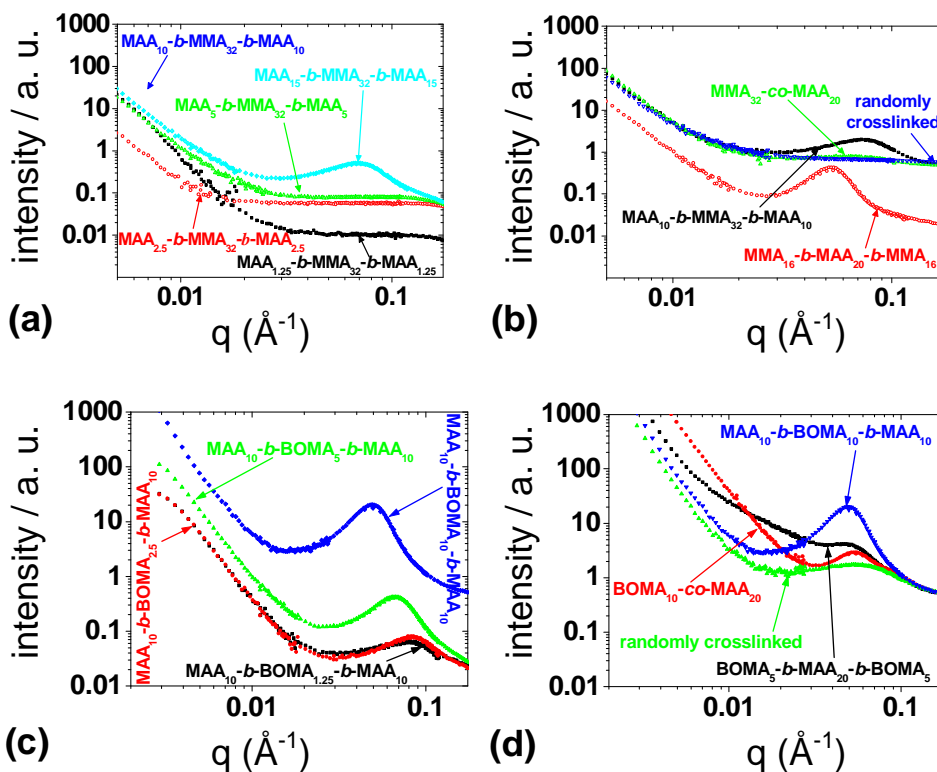 1000
100
10
1
0.1
0.01
intensity / a. u.
MAA10-b-MMA32-b-MAA10
MAA15-b-MMA32-b-MAA15
MAA5-b-MMA32-b-MAA5
MAA2.5-b-MMA32-b-MAA2.5
MAA1.25-b-MMA32-b-MAA1.25
0.01
0.1
q (Å-1)
(a)
1000
100
10
1
0.1
0.01
intensity / a. u.
MMA32-co-MAA20
randomly
crosslinked
MAA10-b-MMA32-b-MAA10
MMA16-b-MAA20-b-MMA16
0.01
0.1
q (Å-1)
(b)
1000
100
10
1
0.1
0.01
intensity / a. u.
MAA10-b-BOMA5-b-MAA10
MAA10-b-BOMA10-b-MAA10
MAA10-b-BOMA2.5-b-MAA10
MAA10-b-BOMA1.25-b-MAA10
0.01
0.1
q (Å-1)
(c)
1000
100
10
1
0.1
0.01
intensity / a. u.
MAA10-b-BOMA10-b-MAA10
BOMA10-co-MAA20
randomly crosslinked
BOMA5-b-MAA20-b-BOMA5
0.01
0.1
q (Å-1)
(d)